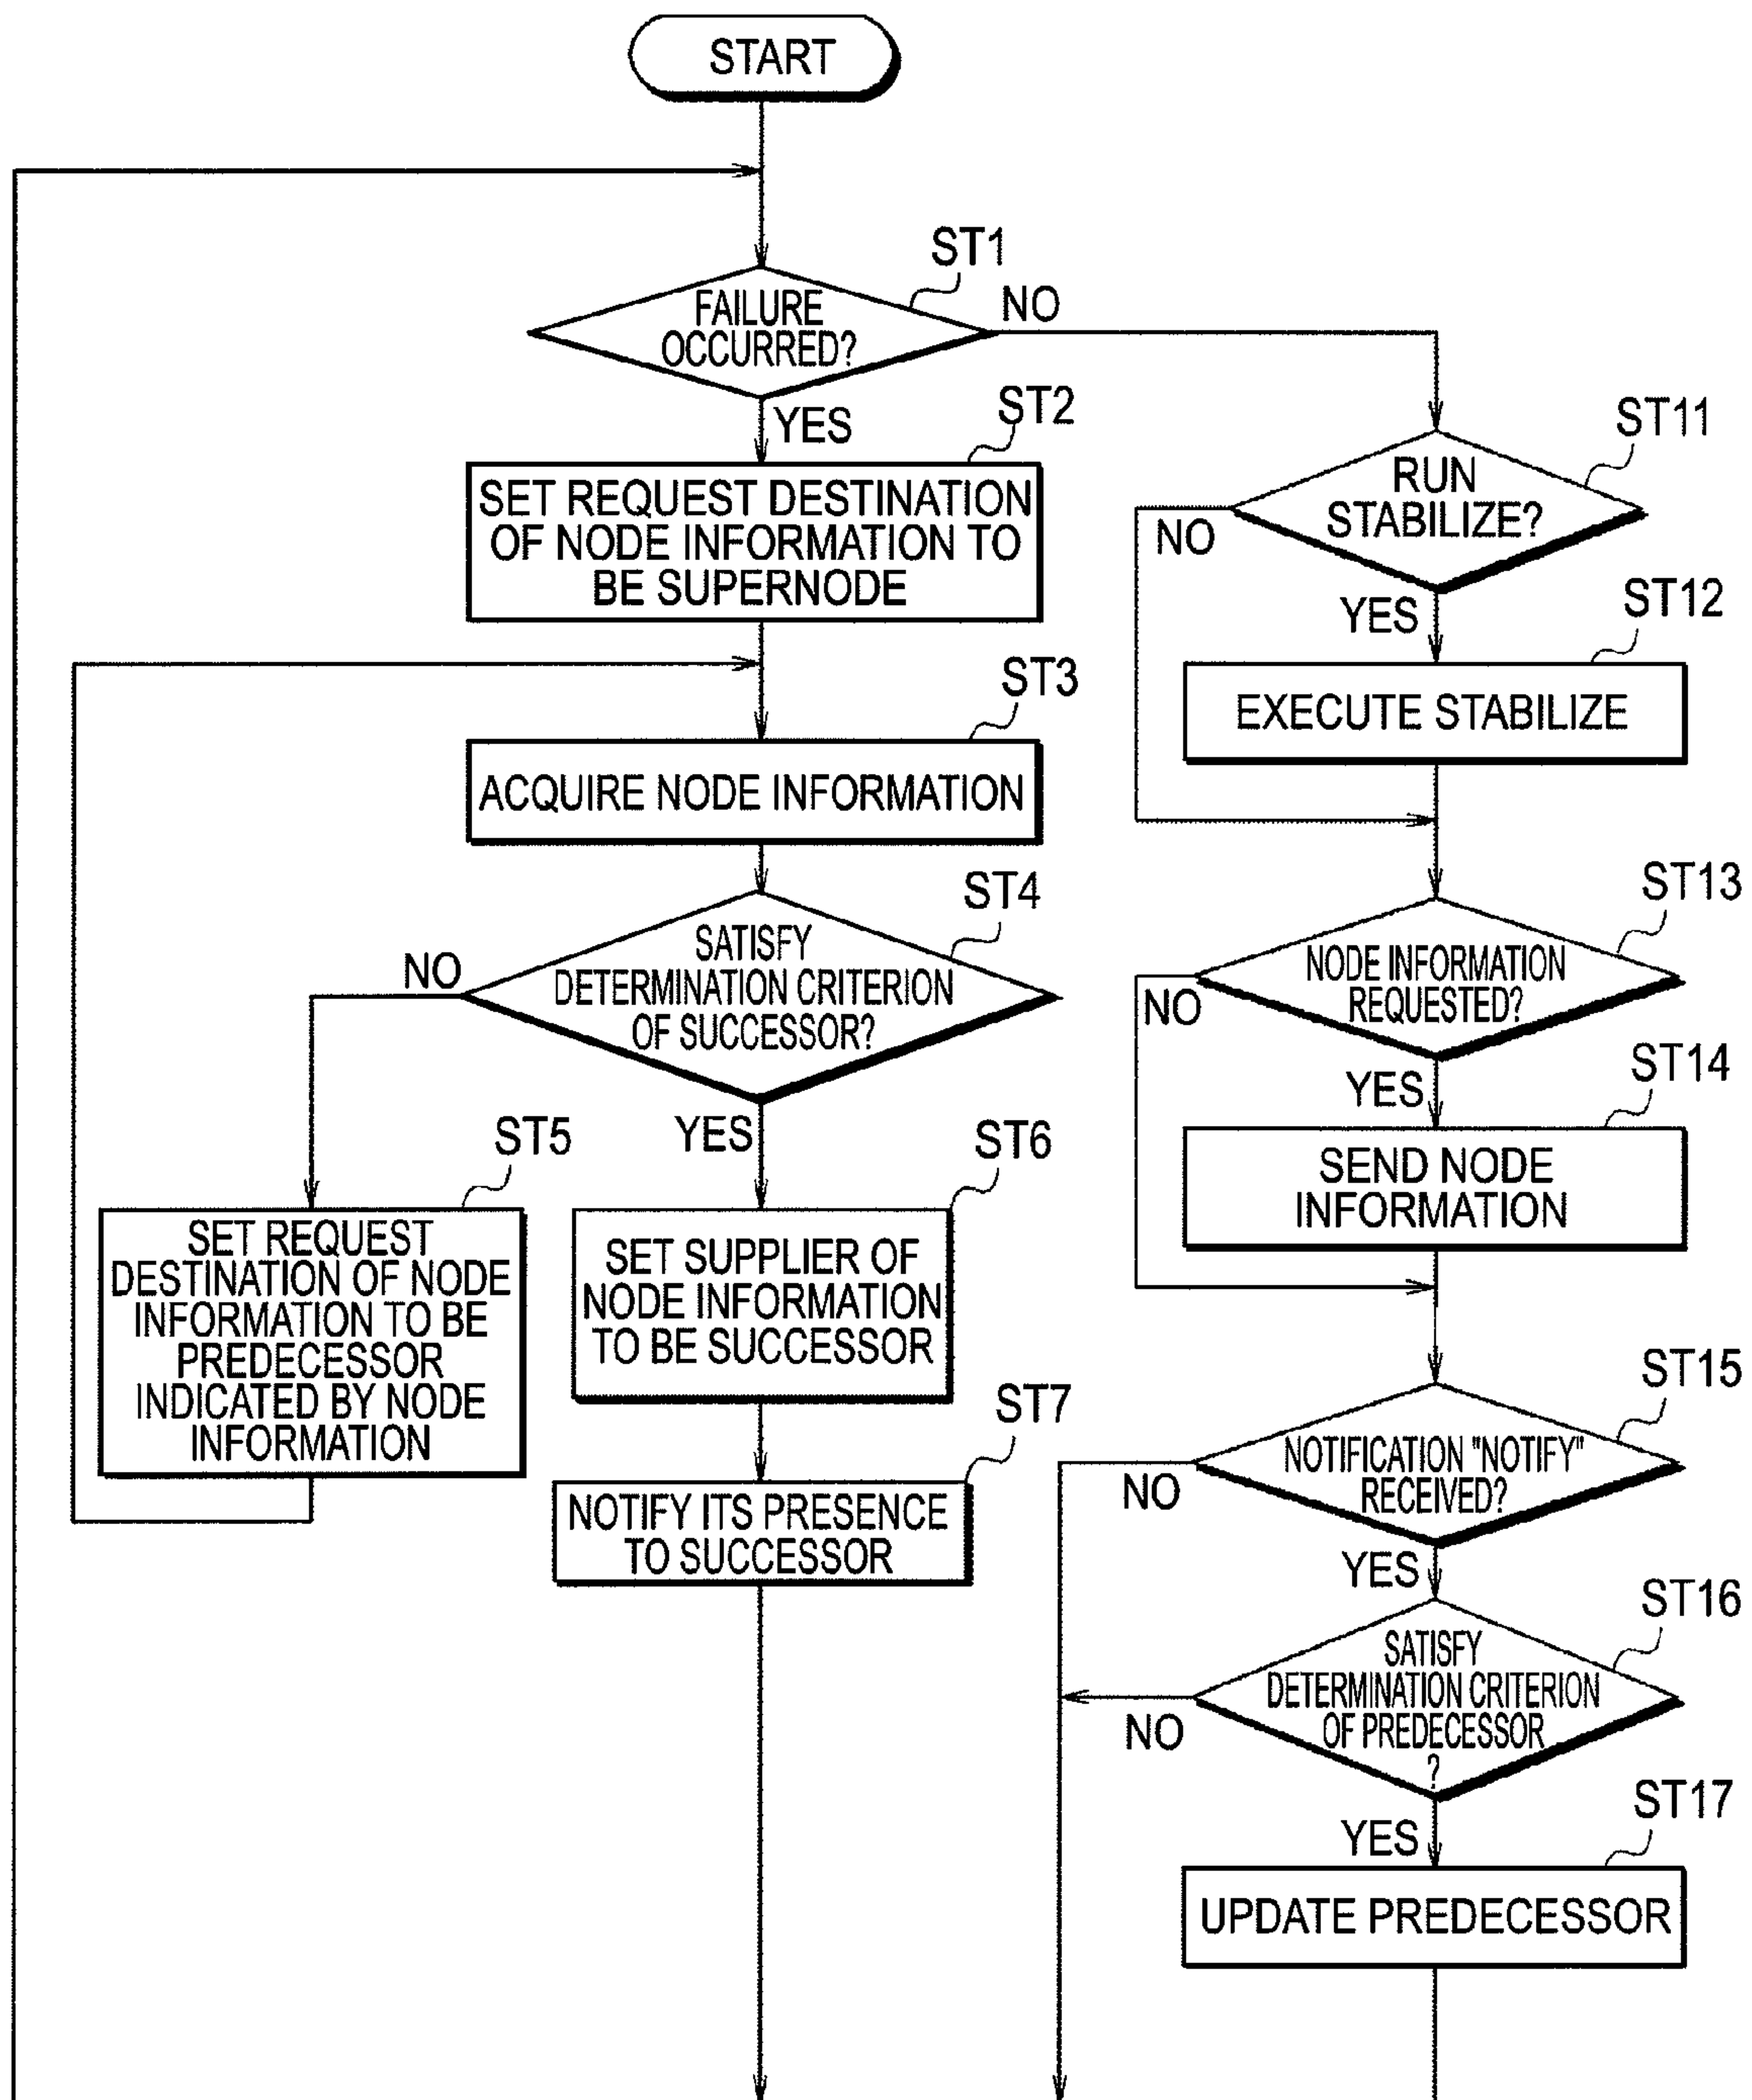 START
ST1
FAILURE
OCCURRED?
NO
YES
ST2
SET REQUEST DESTINATION
OF NODE INFORMATION TO
BE SUPERNODE
ST3
ACQUIRE NODE INFORMATION
ST4
SATISFY
DETERMINATION CRITERION
OF SUCCESSOR?
NO
YES
ST5
SET REQUEST
DESTINATION OF NODE
INFORMATION TO BE
PREDECESSOR
INDICATED BY NODE
INFORMATION
ST6
SET SUPPLIER OF
NODE INFORMATION
TO BE SUCCESSOR
ST7
NOTIFY ITS PRESENCE
TO SUCCESSOR
ST11
RUN
STABILIZE?
NO
YES
ST12
EXECUTE STABILIZE
ST13
NODE INFORMATION
REQUESTED?
NO
YES
ST14
SEND NODE
INFORMATION
ST15
NOTIFICATION "NOTIFY"
RECEIVED?
NO
YES
ST16
SATISFY
DETERMINATION CRITERION
OF PREDECESSOR
?
NO
YES
ST17
UPDATE PREDECESSOR